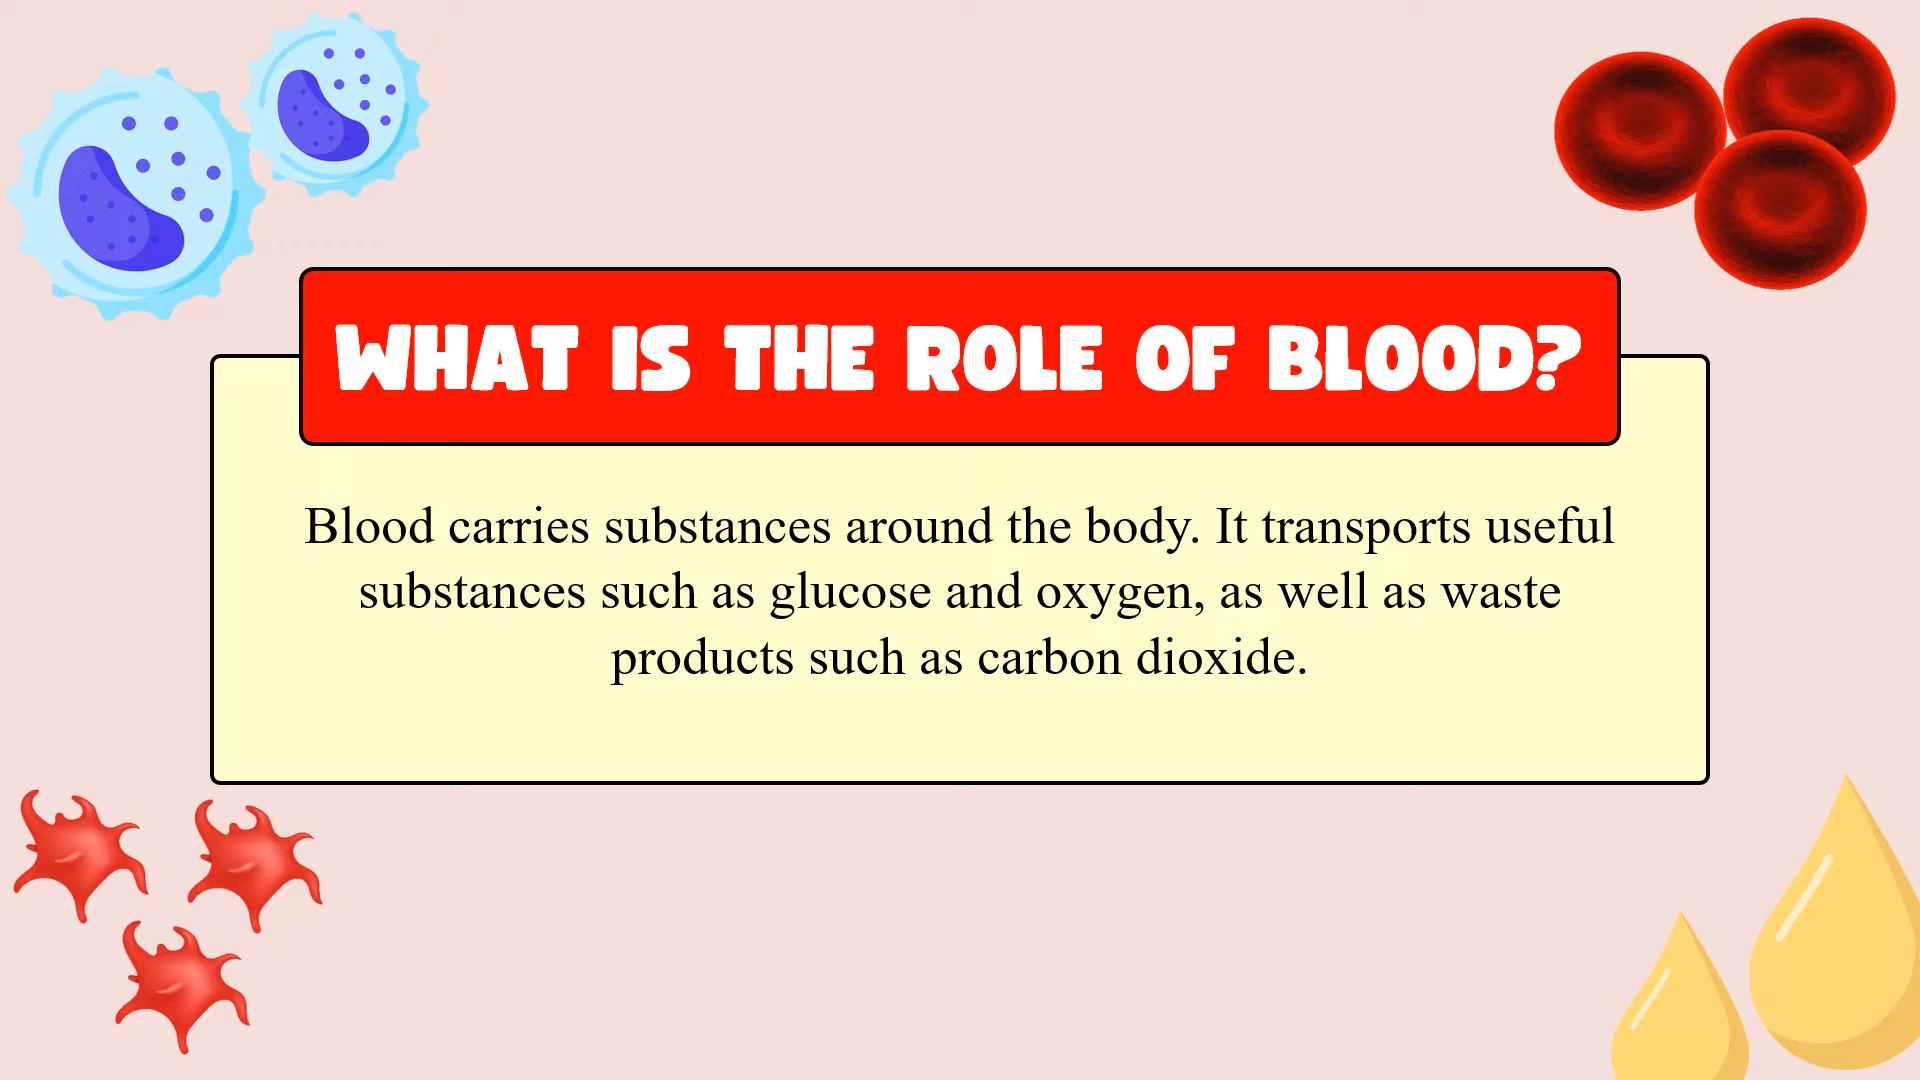 WHAT IS THE ROLE OF BLOOD?
Blood carries substances around the body. It transports useful
substances such as glucose and oxygen, as well as waste
products such as carbon dioxide.